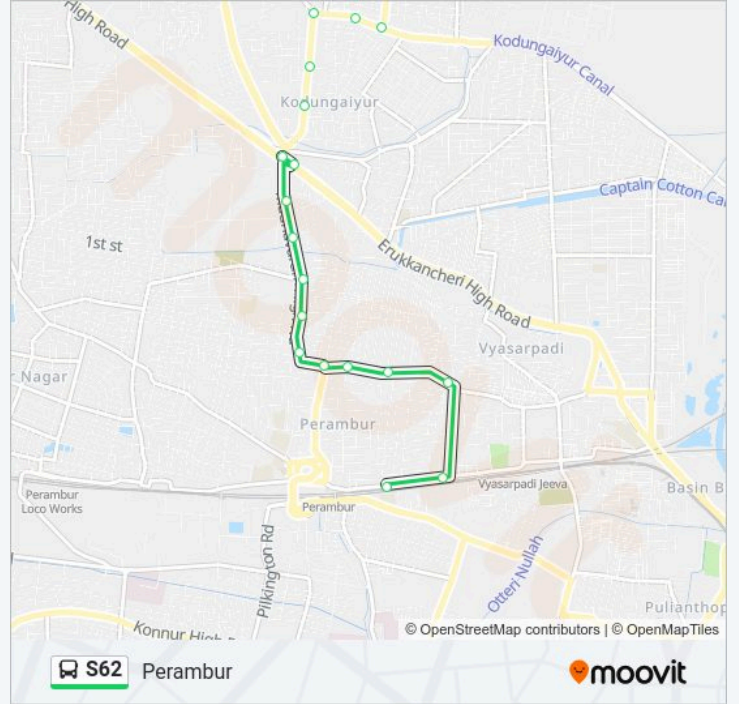 High Road
Kodungaiyur Canal
Kodungaiyur
Captain Cotton Ca
1st st
Erukkancheri High Road
Vyasarpadi
r Nagar
Perambur
Perambur
Loco Works
Vyasarpadi Jeeva
Basin B
Perambur
Pilkington Rd
Otteri Nullah
Pulianthop
Konnur High R
© OpenStreetMap contributors | © OpenMapTiles
S62 Perambur
moovit